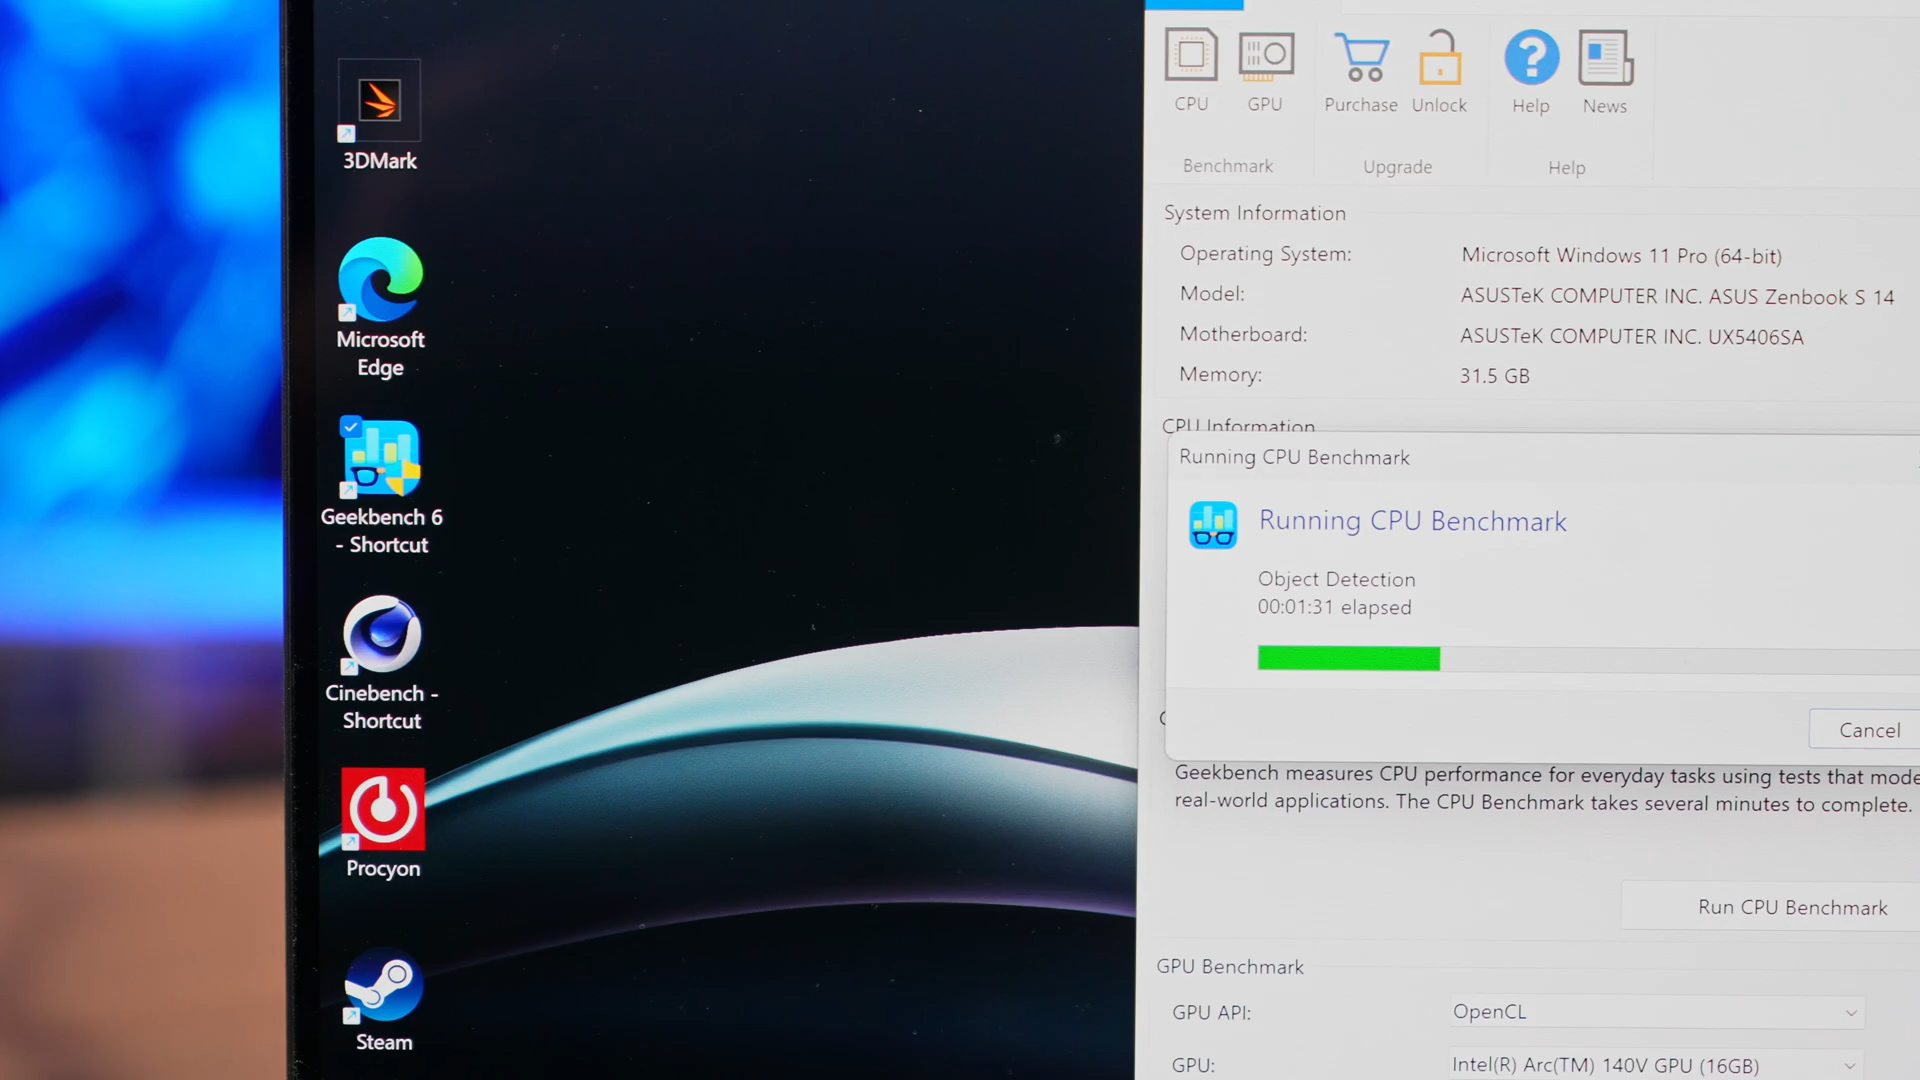 3DMark
Microsoft
Edge
Geekbench 6
- Shortcut
Cinebench -
Shortcut
Procyon
Steam
CPU
GPU
Purchase
Unlock
Help
News
Benchmark
Upgrade
Help
System Information
Operating System:
Microsoft Windows 11 Pro (64-bit)
Model:
ASUSTeK COMPUTER INC. ASUS Zenbook S 14
Motherboard:
ASUSTeK COMPUTER INC. UX5406SA
Memory:
31.5 GB
CPU Information
Running CPU Benchmark
Running CPU Benchmark
Object Detection
00:01:31 elapsed
Cancel
Geekbench measures CPU performance for everyday tasks using tests that mode
real-world applications. The CPU Benchmark takes several minutes to complete.
Run CPU Benchmark
GPU Benchmark
GPU API:
OpenCL
GPU:
Intel(R) Arc(TM) 140V GPU (16GB)